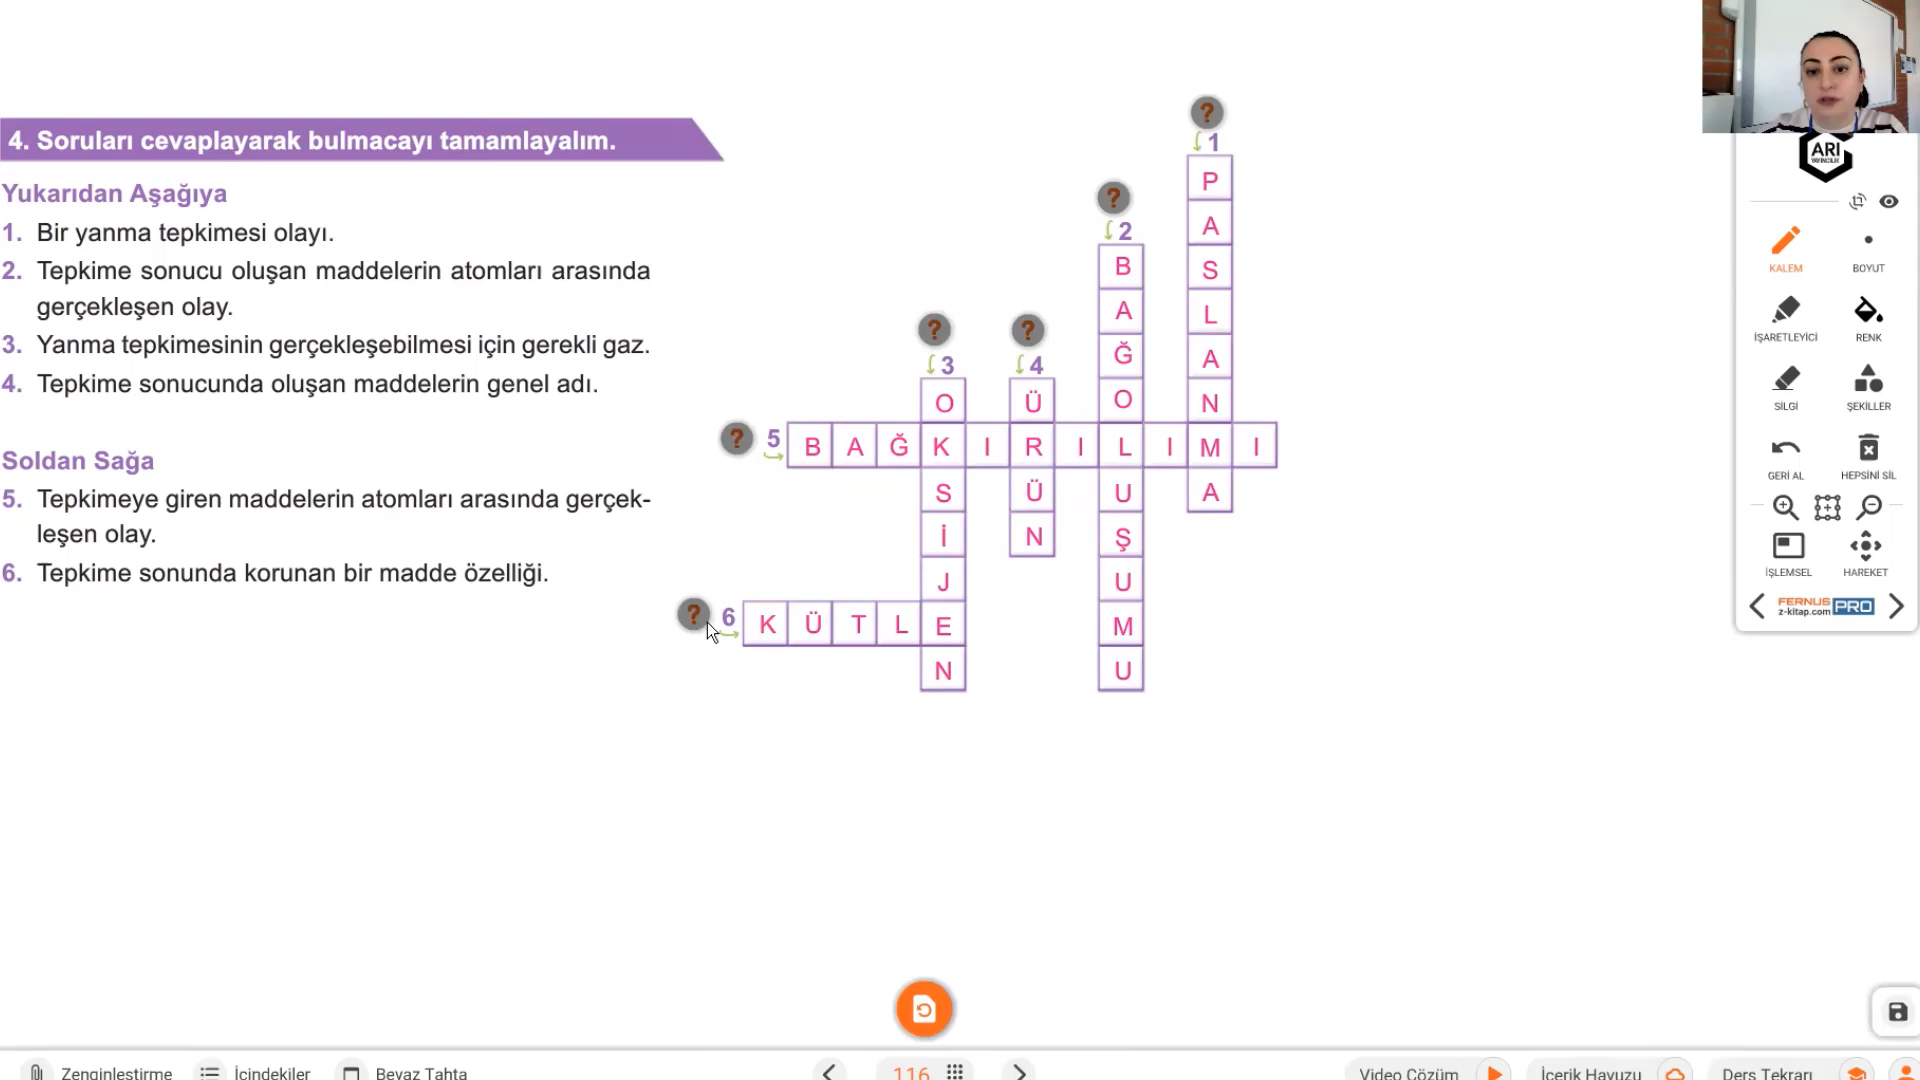 4. Soruları cevaplayarak bulmacayı tamamlayalım.
Yukarıdan Aşağıya
1. Bir yanma tepkimesi olayı.
2. Tepkime sonucu oluşan maddelerin atomları arasında
gerçekleşen olay.
3. Yanma tepkimesinin gerçekleşebilmesi için gerekli gaz.
4. Tepkime sonucunda oluşan maddelerin genel adı.
Soldan Sağa
5. Tepkimeye giren maddelerin atomları arasında gerçek-
leşen olay.
6. Tepkime sonunda korunan bir madde özelliği.
? 1
P
A
S
L
A
N
M
A
? 2
B
A
Ğ
O
L
U
Ş
U
M
U
? 3
O
K
S
İ
J
E
N
? 4
Ü
R
Ü
N
? 5 B A Ğ K I R I L I M I
? 6 K Ü T L E
ARI
YAYINCILIK
KALEM BOYUT
İŞARETLEYİCİ RENK
SİLGİ ŞEKİLLER
GERİ AL HEPSİNİ SİL
İŞLEMSEL HAREKET
FERNUS
z-kitap.com PRO
Zenginleştirme İçindekiler Beyaz Tahta 116 Video Çözüm İçerik Havuzu Ders Tekrarı